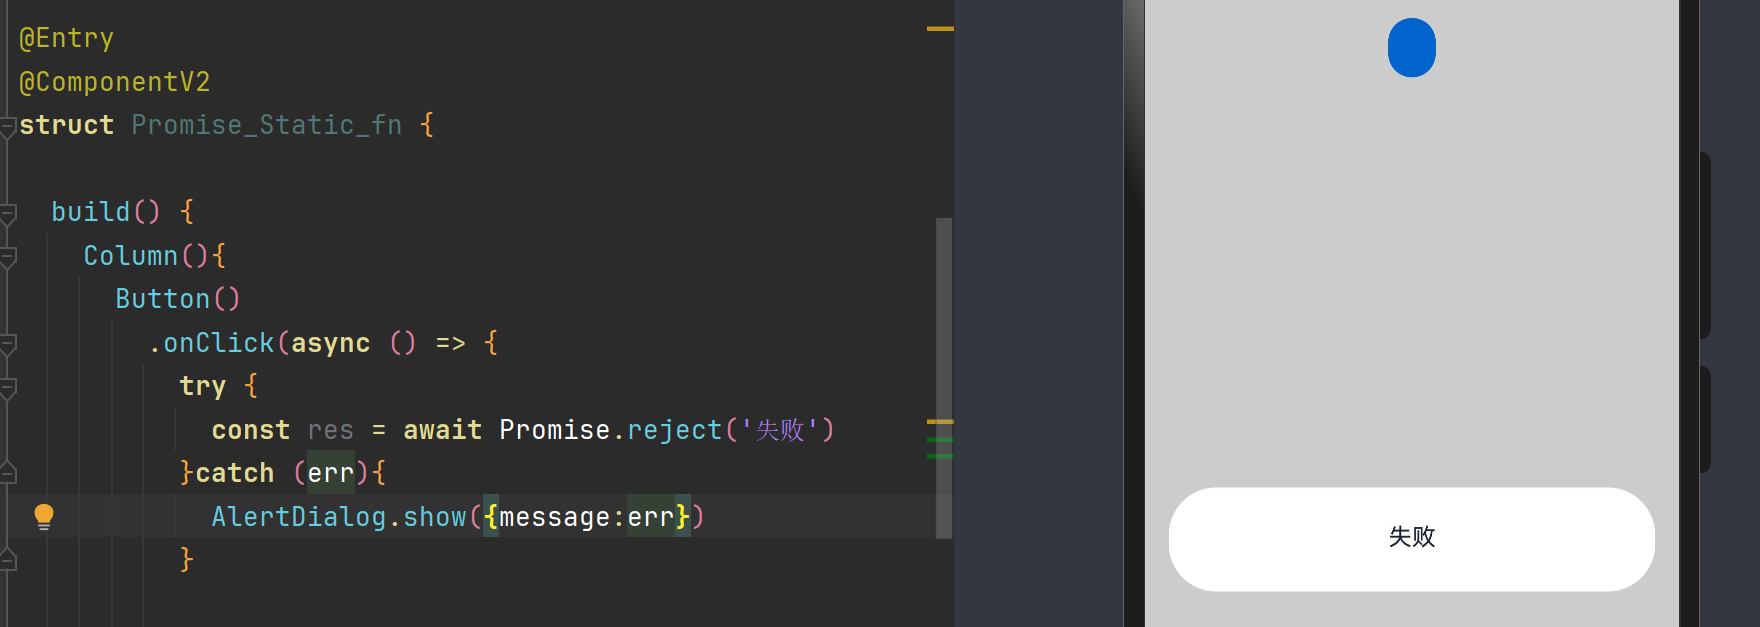 @Entry
@ComponentV2
struct Promise_Static_fn {
build() {
Column(){
Button()
.onClick(async () => {
try {
const res = await Promise.reject('失败')
}catch (err){
AlertDialog.show({message:err})
}
失败